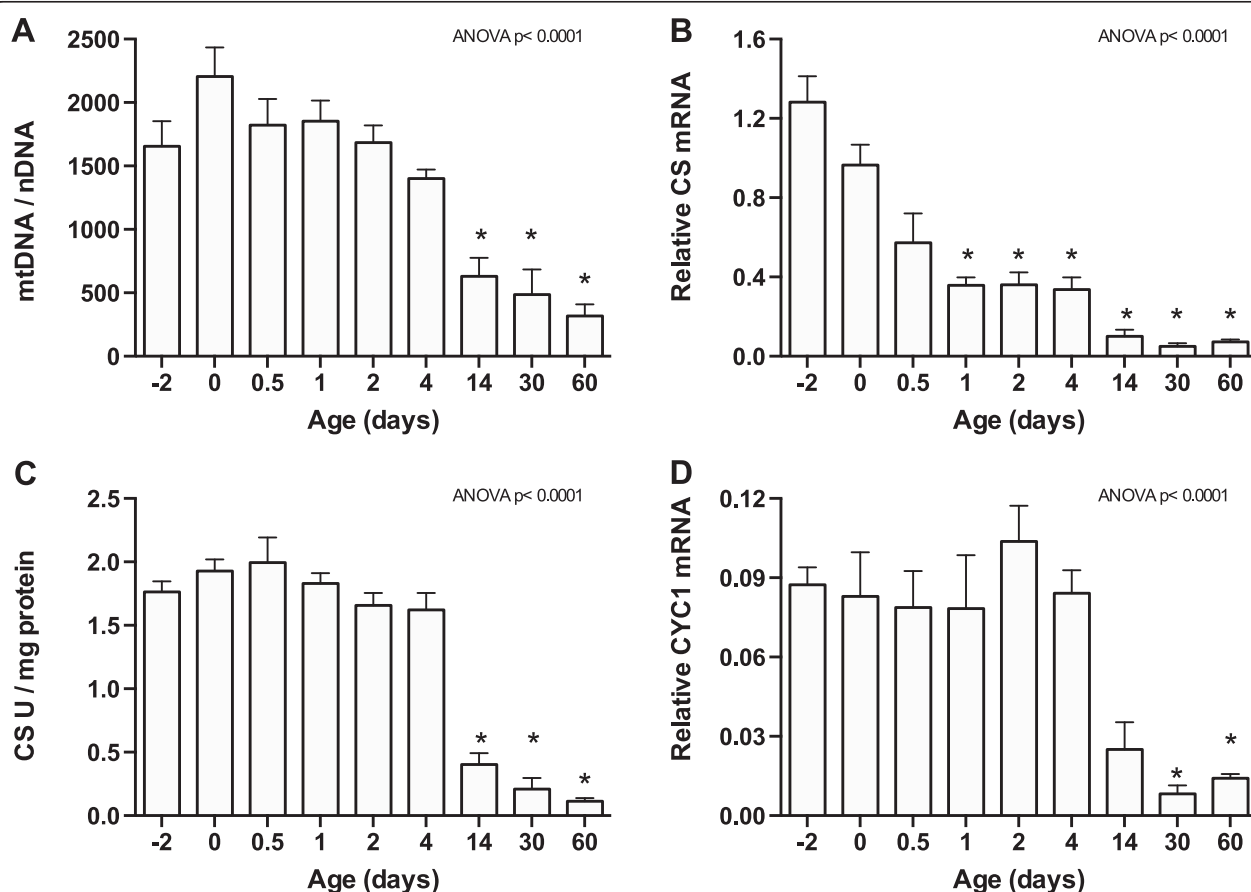 A
ANOVA p< 0.0001
mtDNA / nDNA
2500
2000
1500
1000
500
0
* * *
-2 0 0.5 1 2 4 14 30 60
Age (days)
B
ANOVA p< 0.0001
Relative CS mRNA
1.6
1.2
0.8
0.4
0.0
* * * * * *
-2 0 0.5 1 2 4 14 30 60
Age (days)
C
ANOVA p< 0.0001
CS U / mg protein
2.5
2.0
1.5
1.0
0.5
0.0
* * *
-2 0 0.5 1 2 4 14 30 60
Age (days)
D
ANOVA p< 0.0001
Relative CYC1 mRNA
0.12
0.09
0.06
0.03
0.00
* *
-2 0 0.5 1 2 4 14 30 60
Age (days)